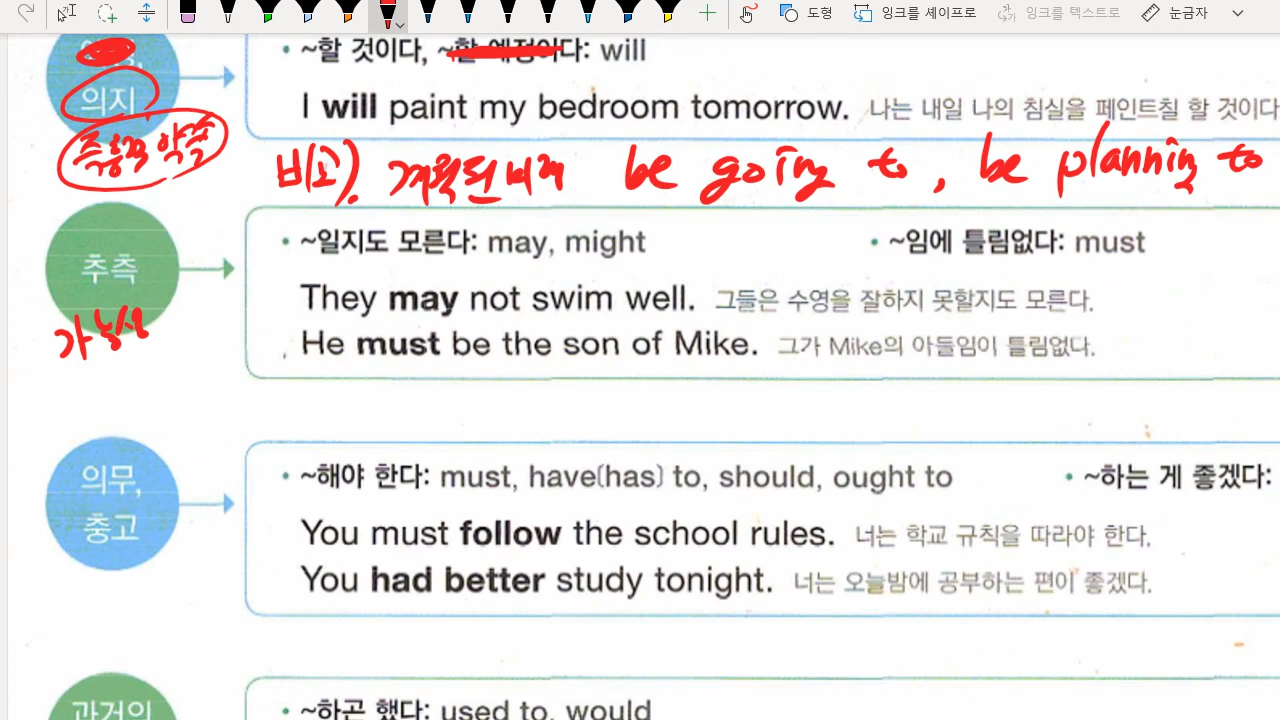 도형 잉크를 셰이프로 잉크를 텍스트로 눈금자
의지
즉흥적 약속
• ~할 것이다, ~할 예정이다: will
I will paint my bedroom tomorrow. 나는 내일 나의 침실을 페인트칠 할 것이다
비교). 계획된 미래 be going to, be planning to
추측
가능성
• ~일지도 모른다: may, might • ~임에 틀림없다: must
They may not swim well. 그들은 수영을 잘하지 못할지도 모른다.
He must be the son of Mike. 그가 Mike의 아들임이 틀림없다.
의무,
충고
• ~해야 한다: must, have(has) to, should, ought to • ~하는 게 좋겠다:
You must follow the school rules. 너는 학교 규칙을 따라야 한다.
You had better study tonight. 너는 오늘밤에 공부하는 편이 좋겠다.
과거의
• ~하곤 했다: used to, would